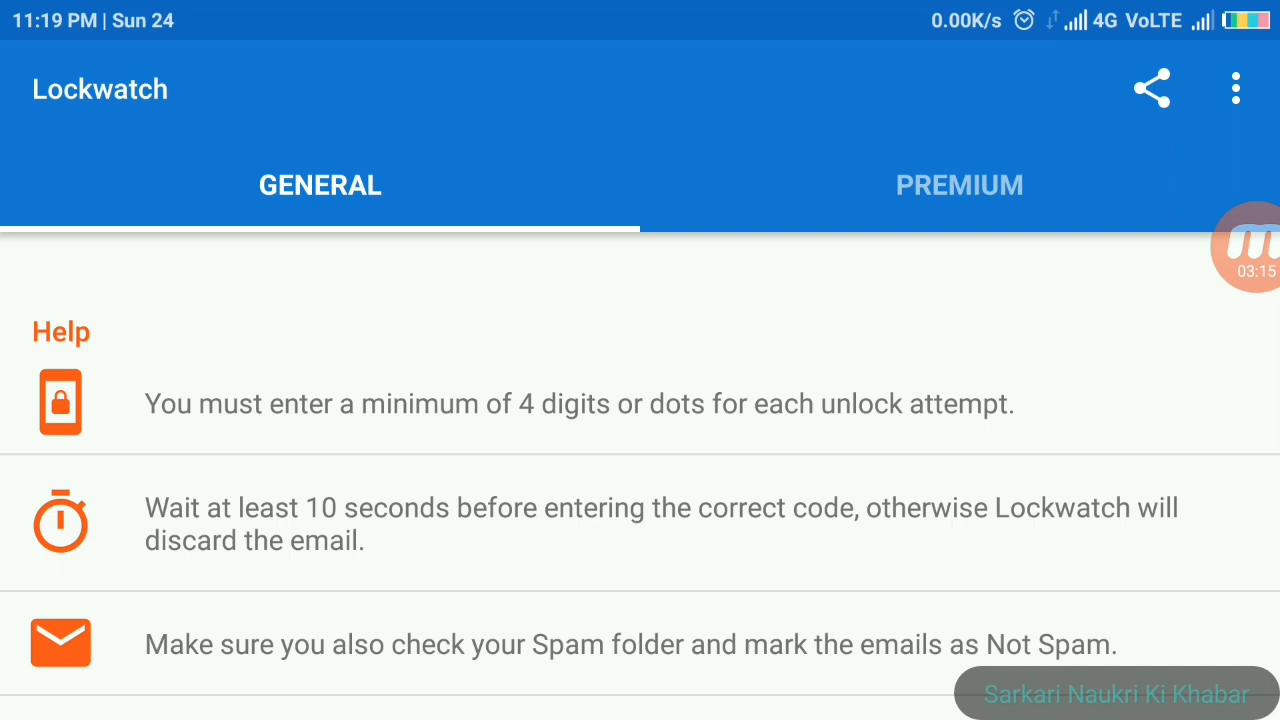 11:19 PM | Sun 24
0.00K/s 4G VoLTE
Lockwatch
GENERAL PREMIUM
03:15
Help
You must enter a minimum of 4 digits or dots for each unlock attempt.
Wait at least 10 seconds before entering the correct code, otherwise Lockwatch will
discard the email.
Make sure you also check your Spam folder and mark the emails as Not Spam.
Sarkari Naukri Ki Khabar